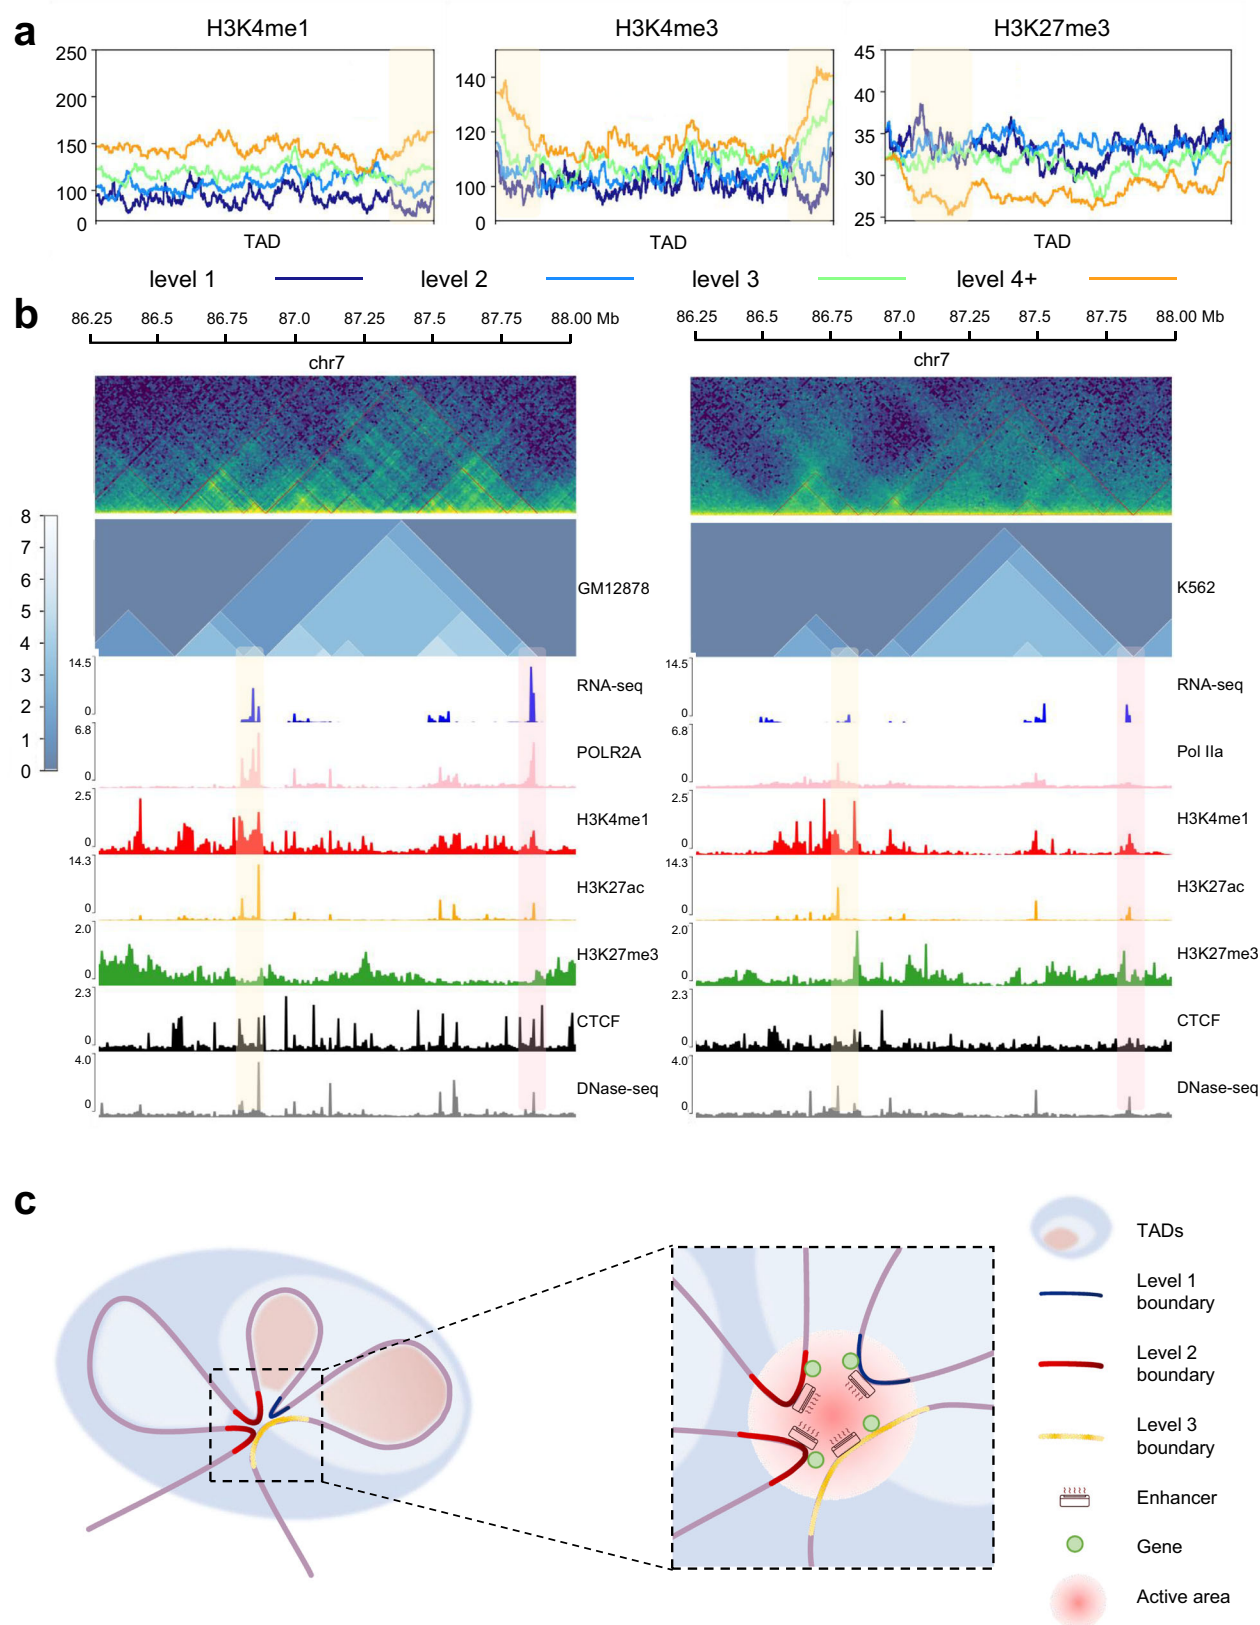 a
H3K4me1
H3K4me3
H3K27me3
250
200
150
100
0
140
120
100
0
45
40
35
30
25
TAD
TAD
TAD
level 1
level 2
level 3
level 4+
b
86.25 86.5 86.75 87.0 87.25 87.5 87.75 88.00 Mb
86.25 86.5 86.75 87.0 87.25 87.5 87.75 88.00 Mb
chr7
chr7
8
7
6
5
4
3
2
1
0
GM12878
K562
14.5
0
RNA-seq
14.5
0
RNA-seq
6.8
0
POLR2A
6.8
0
Pol IIa
2.5
0
H3K4me1
2.5
0
H3K4me1
14.3
0
H3K27ac
14.3
0
H3K27ac
2.0
0
H3K27me3
2.0
0
H3K27me3
2.3
0
CTCF
2.3
0
CTCF
4.0
0
DNase-seq
4.0
0
DNase-seq
c
TADs
Level 1
boundary
Level 2
boundary
Level 3
boundary
Enhancer
Gene
Active area